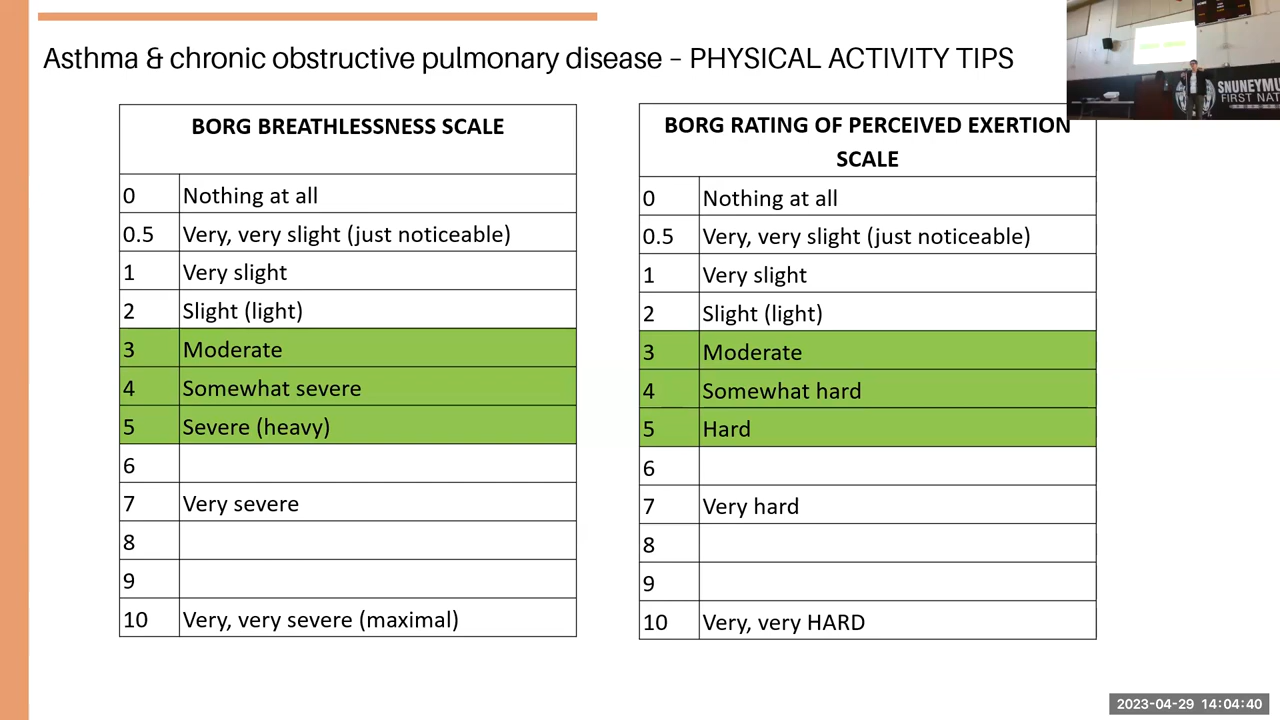 Asthma & chronic obstructive pulmonary disease – PHYSICAL ACTIVITY TIPS
SNUNEYMU
FIRST NAT
BORG BREATHLESSNESS SCALE
0 Nothing at all
0.5 Very, very slight (just noticeable)
1 Very slight
2 Slight (light)
3 Moderate
4 Somewhat severe
5 Severe (heavy)
6
7 Very severe
8
9
10 Very, very severe (maximal)
BORG RATING OF PERCEIVED EXERTION
SCALE
0 Nothing at all
0.5 Very, very slight (just noticeable)
1 Very slight
2 Slight (light)
3 Moderate
4 Somewhat hard
5 Hard
6
7 Very hard
8
9
10 Very, very HARD
2023-04-29 14:04:40